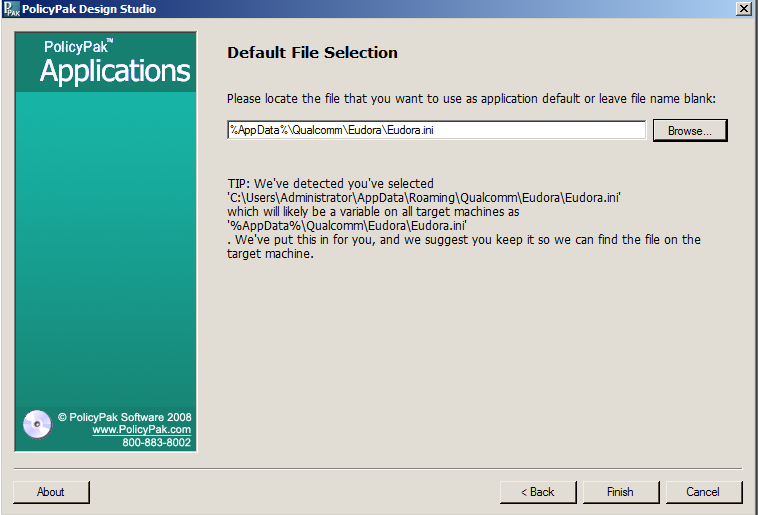 PPAK PolicyPak Design Studio
PolicyPak™
Applications
Default File Selection
Please locate the file that you want to use as application default or leave file name blank:
%AppData%\Qualcomm\Eudora\Eudora.ini
Browse...
TIP: We've detected you've selected
'C:\Users\Administrator\AppData\Roaming\Qualcomm\Eudora\Eudora.ini'
which will likely be a variable on all target machines as
'%AppData%\Qualcomm\Eudora\Eudora.ini'
. We've put this in for you, and we suggest you keep it so we can find the file on the
target machine.
© PolicyPak Software 2008
www.PolicyPak.com
800-883-8002
About
< Back
Finish
Cancel